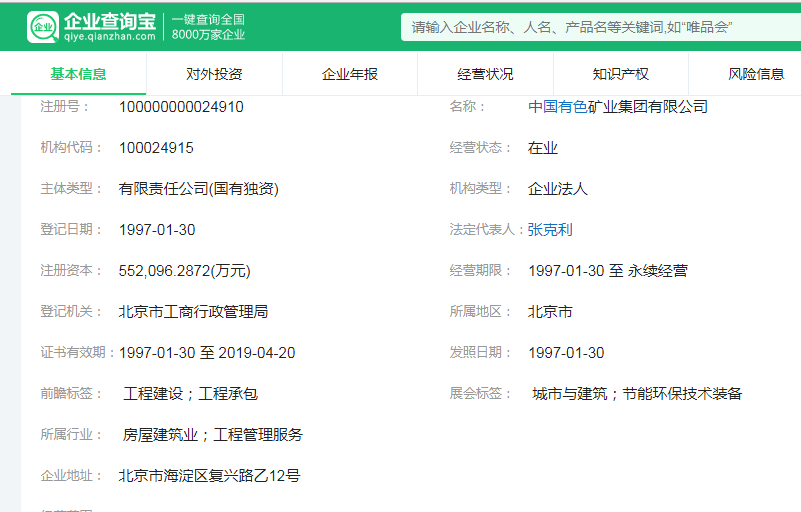 企业查询宝 一键查询全国
qiye.qianzhan.com 8000万家企业
请输入企业名称、人名、产品名等关键词,如“唯品会”
基本信息 对外投资 企业年报 经营状况 知识产权 风险信息
注册号： 100000000024910 名称： 中国有色矿业集团有限公司
机构代码： 100024915 经营状态： 在业
主体类型： 有限责任公司(国有独资) 机构类型： 企业法人
登记日期： 1997-01-30 法定代表人：张克利
注册资本： 552,096.2872(万元) 经营期限： 1997-01-30 至 永续经营
登记机关： 北京市工商行政管理局 所属地区： 北京市
证书有效期：1997-01-30 至 2019-04-20 发照日期： 1997-01-30
前瞻标签： 工程建设；工程承包 展会标签： 城市与建筑；节能环保技术装备
所属行业： 房屋建筑业；工程管理服务
企业地址： 北京市海淀区复兴路乙12号